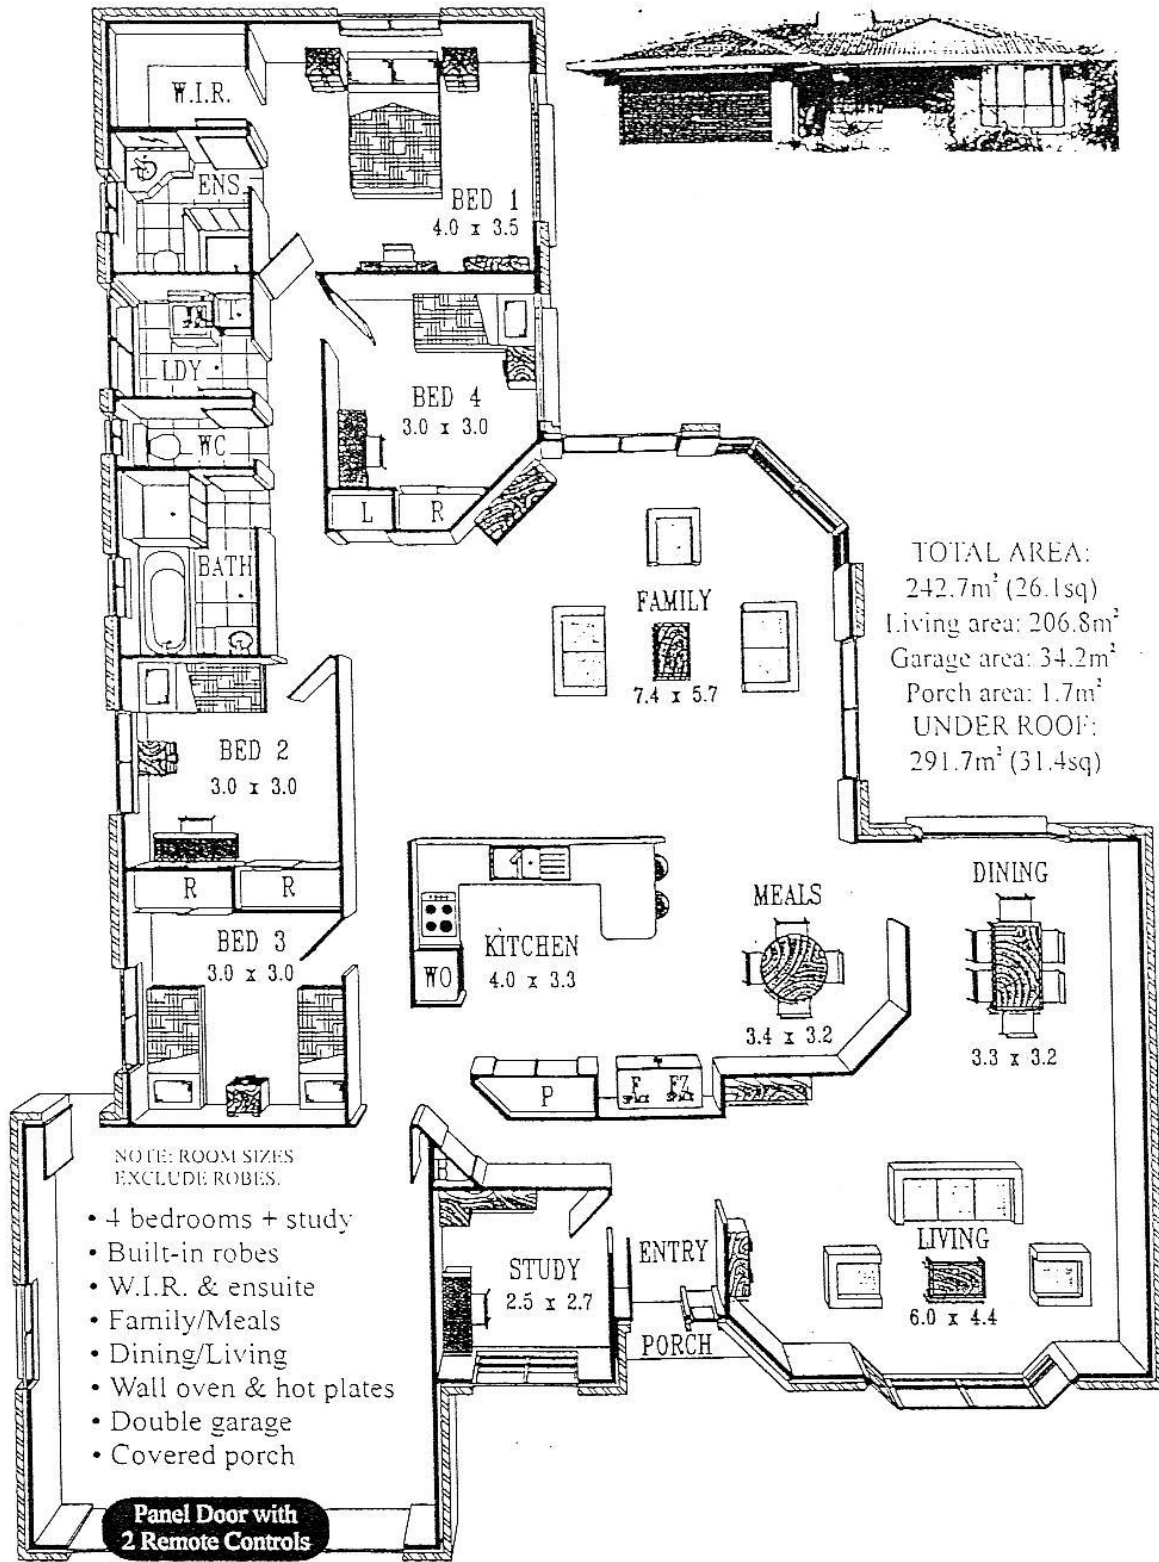 W.I.R.
ENS.
BED 1
4.0 x 3.5
T.
LDY
BED 4
3.0 x 3.0
WC
L
R
BATH
FAMILY
7.4 x 5.7
TOTAL AREA:
242.7m² (26.1sq)
Living area: 206.8m²
Garage area: 34.2m²
Porch area: 1.7m²
UNDER ROOF:
291.7m² (31.4sq)
BED 2
3.0 x 3.0
R
R
BED 3
3.0 x 3.0
KITCHEN
4.0 x 3.3
WO
MEALS
3.4 x 3.2
DINING
3.3 x 3.2
P
F SPACE
FZ SPACE
NOTE: ROOM SIZES
EXCLUDE ROBES.
• 4 bedrooms + study
• Built-in robes
• W.I.R. & ensuite
• Family/Meals
• Dining/Living
• Wall oven & hot plates
• Double garage
• Covered porch
STUDY
2.5 x 2.7
ENTRY
PORCH
LIVING
6.0 x 4.4
Panel Door with
2 Remote Controls